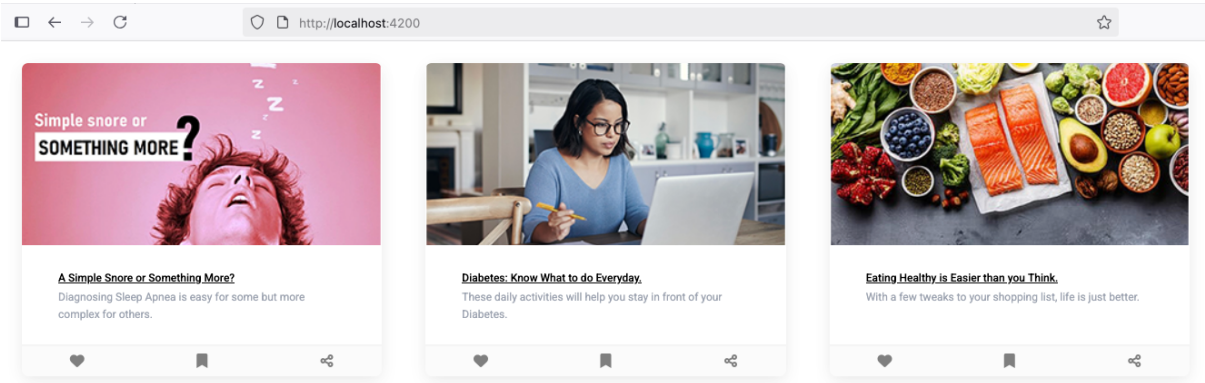 http://localhost:4200
Simple snore or
SOMETHING MORE?
z
z
Z
z
z
A Simple Snore or Something More?
Diagnosing Sleep Apnea is easy for some but more
complex for others.
Diabetes: Know What to do Everyday.
These daily activities will help you stay in front of your
Diabetes.
Eating Healthy is Easier than you Think.
With a few tweaks to your shopping list, life is just better.